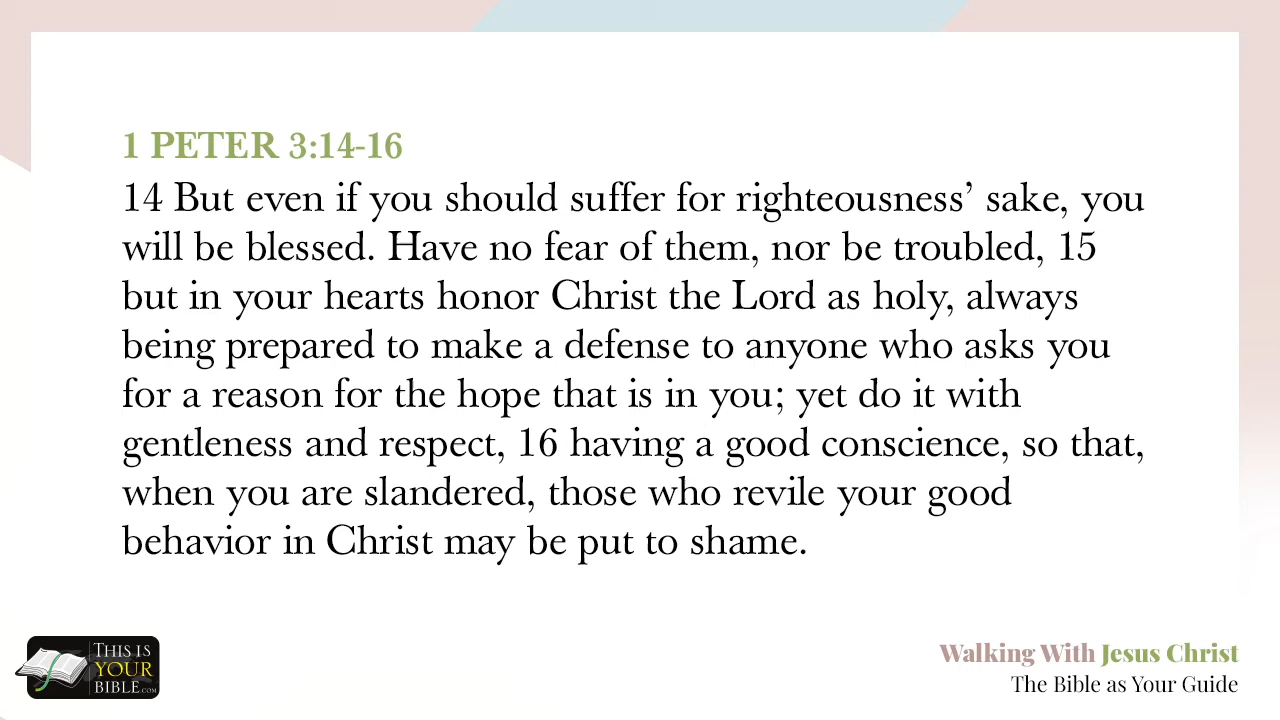 1 PETER 3:14-16
14 But even if you should suffer for righteousness’ sake, you
will be blessed. Have no fear of them, nor be troubled, 15
but in your hearts honor Christ the Lord as holy, always
being prepared to make a defense to anyone who asks you
for a reason for the hope that is in you; yet do it with
gentleness and respect, 16 having a good conscience, so that,
when you are slandered, those who revile your good
behavior in Christ may be put to shame.
THIS IS
YOUR
BIBLE.COM
Walking With Jesus Christ
The Bible as Your Guide